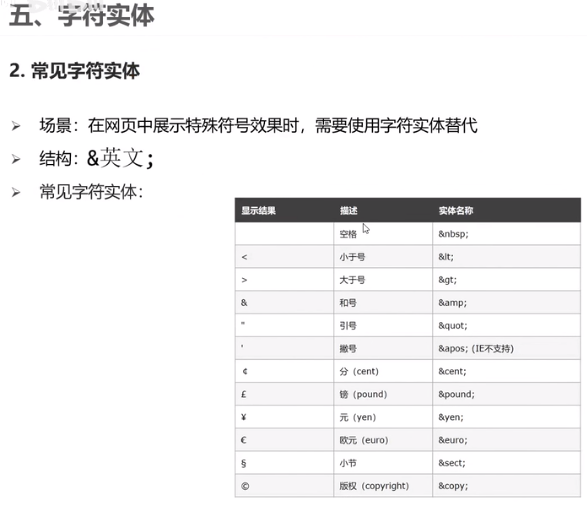 五、字符实体
2. 常见字符实体
➢ 场景：在网页中展示特殊符号效果时，需要使用字符实体替代
➢ 结构：&英文;
➢ 常见字符实体：
显示结果 描述 实体名称
空格 &nbsp;
< 小于号 &lt;
> 大于号 &gt;
& 和号 &amp;
" 引号 &quot;
' 撇号 &apos; (IE不支持)
¢ 分（cent） &cent;
£ 镑（pound） &pound;
¥ 元（yen） &yen;
€ 欧元（euro） &euro;
§ 小节 &sect;
© 版权（copyright） &copy;